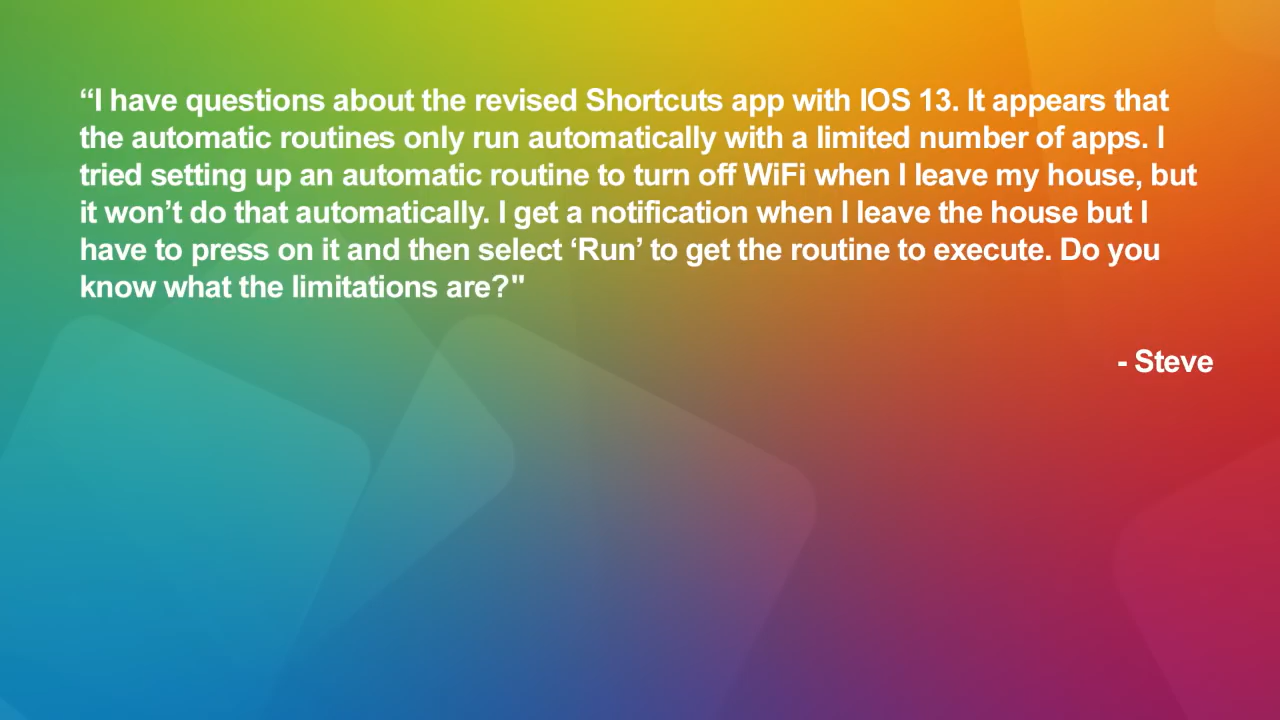 “I have questions about the revised Shortcuts app with IOS 13. It appears that
the automatic routines only run automatically with a limited number of apps. I
tried setting up an automatic routine to turn off WiFi when I leave my house, but
it won’t do that automatically. I get a notification when I leave the house but I
have to press on it and then select ‘Run’ to get the routine to execute. Do you
know what the limitations are?"
- Steve